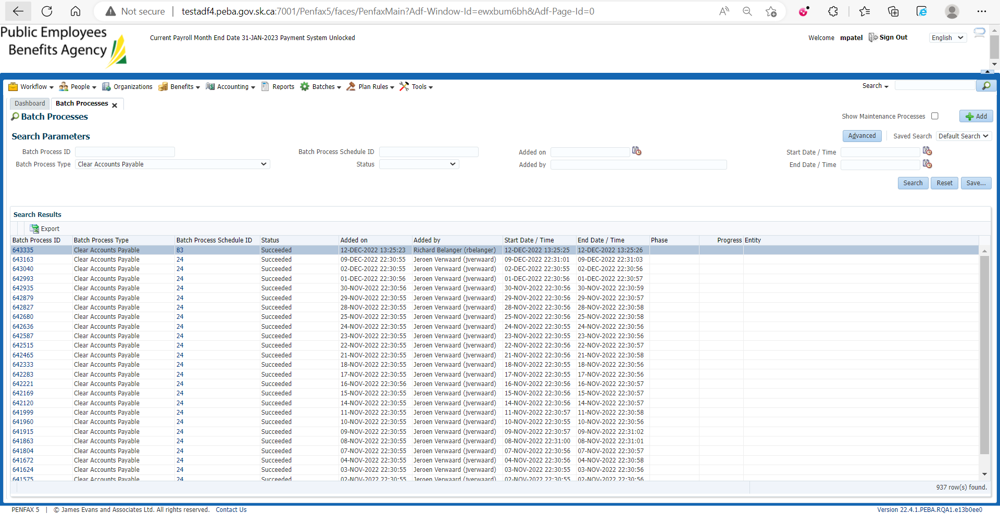 Not secure | testadf4.peba.gov.sk.ca:7001/Penfax5/faces/PenfaxMain?Adf-Window-Id=ewxbum6bh&Adf-Page-Id=0
Public Employees
Benefits Agency
Current Payroll Month End Date 31-JAN-2023 Payment System Unlocked
Welcome mpatel Sign Out English
Workflow People Organizations Benefits Accounting Reports Batches Plan Rules Tools Search
Dashboard Batch Processes
Batch Processes Show Maintenance Processes Add
Search Parameters Advanced Saved Search Default Search
Batch Process ID Batch Process Schedule ID Added on Start Date / Time
Batch Process Type Clear Accounts Payable Status Added by End Date / Time
Search Reset Save...
Search Results
Export
Batch Process ID Batch Process Type Batch Process Schedule ID Status Added on Added by Start Date / Time End Date / Time Phase Progress Entity
643335 Clear Accounts Payable 83 Succeeded 12-DEC-2022 13:25:23 Richard Belanger (rbelanger) 12-DEC-2022 13:25:25 12-DEC-2022 13:25:26
643163 Clear Accounts Payable 24 Succeeded 09-DEC-2022 22:30:55 Jeroen Verwaard (jverwaard) 09-DEC-2022 22:31:01 09-DEC-2022 22:31:03
643040 Clear Accounts Payable 24 Succeeded 02-DEC-2022 22:30:55 Jeroen Verwaard (jverwaard) 02-DEC-2022 22:30:55 02-DEC-2022 22:30:56
642993 Clear Accounts Payable 24 Succeeded 01-DEC-2022 22:30:56 Jeroen Verwaard (jverwaard) 01-DEC-2022 22:30:56 01-DEC-2022 22:30:57
642935 Clear Accounts Payable 24 Succeeded 30-NOV-2022 22:30:56 Jeroen Verwaard (jverwaard) 30-NOV-2022 22:30:56 30-NOV-2022 22:30:59
642879 Clear Accounts Payable 24 Succeeded 29-NOV-2022 22:30:55 Jeroen Verwaard (jverwaard) 29-NOV-2022 22:30:56 29-NOV-2022 22:30:57
642827 Clear Accounts Payable 24 Succeeded 28-NOV-2022 22:30:55 Jeroen Verwaard (jverwaard) 28-NOV-2022 22:30:56 28-NOV-2022 22:30:58
642680 Clear Accounts Payable 24 Succeeded 25-NOV-2022 22:30:55 Jeroen Verwaard (jverwaard) 25-NOV-2022 22:30:56 25-NOV-2022 22:30:58
642636 Clear Accounts Payable 24 Succeeded 24-NOV-2022 22:30:55 Jeroen Verwaard (jverwaard) 24-NOV-2022 22:30:55 24-NOV-2022 22:30:56
642587 Clear Accounts Payable 24 Succeeded 23-NOV-2022 22:30:55 Jeroen Verwaard (jverwaard) 23-NOV-2022 22:30:55 23-NOV-2022 22:30:56
642515 Clear Accounts Payable 24 Succeeded 22-NOV-2022 22:30:55 Jeroen Verwaard (jverwaard) 22-NOV-2022 22:30:56 22-NOV-2022 22:30:57
642465 Clear Accounts Payable 24 Succeeded 21-NOV-2022 22:30:55 Jeroen Verwaard (jverwaard) 21-NOV-2022 22:30:56 21-NOV-2022 22:30:58
642333 Clear Accounts Payable 24 Succeeded 18-NOV-2022 22:30:55 Jeroen Verwaard (jverwaard) 18-NOV-2022 22:30:55 18-NOV-2022 22:30:56
642283 Clear Accounts Payable 24 Succeeded 17-NOV-2022 22:30:55 Jeroen Verwaard (jverwaard) 17-NOV-2022 22:30:55 17-NOV-2022 22:30:56
642221 Clear Accounts Payable 24 Succeeded 16-NOV-2022 22:30:56 Jeroen Verwaard (jverwaard) 16-NOV-2022 22:30:56 16-NOV-2022 22:30:57
642169 Clear Accounts Payable 24 Succeeded 15-NOV-2022 22:30:55 Jeroen Verwaard (jverwaard) 15-NOV-2022 22:30:56 15-NOV-2022 22:30:57
642120 Clear Accounts Payable 24 Succeeded 14-NOV-2022 22:30:55 Jeroen Verwaard (jverwaard) 14-NOV-2022 22:30:56 14-NOV-2022 22:30:57
641999 Clear Accounts Payable 24 Succeeded 11-NOV-2022 22:30:55 Jeroen Verwaard (jverwaard) 11-NOV-2022 22:30:57 11-NOV-2022 22:30:58
641960 Clear Accounts Payable 24 Succeeded 10-NOV-2022 22:30:55 Jeroen Verwaard (jverwaard) 10-NOV-2022 22:30:55 10-NOV-2022 22:30:56
641915 Clear Accounts Payable 24 Succeeded 09-NOV-2022 22:30:55 Jeroen Verwaard (jverwaard) 09-NOV-2022 22:30:57 09-NOV-2022 22:31:02
641863 Clear Accounts Payable 24 Succeeded 08-NOV-2022 22:30:55 Jeroen Verwaard (jverwaard) 08-NOV-2022 22:31:00 08-NOV-2022 22:31:01
641804 Clear Accounts Payable 24 Succeeded 07-NOV-2022 22:30:55 Jeroen Verwaard (jverwaard) 07-NOV-2022 22:30:56 07-NOV-2022 22:30:57
641672 Clear Accounts Payable 24 Succeeded 04-NOV-2022 22:30:55 Jeroen Verwaard (jverwaard) 04-NOV-2022 22:30:56 04-NOV-2022 22:30:58
641624 Clear Accounts Payable 24 Succeeded 03-NOV-2022 22:30:55 Jeroen Verwaard (jverwaard) 03-NOV-2022 22:30:55 03-NOV-2022 22:30:56
641575 Clear Accounts Payable 24 Succeeded 02-NOV-2022 22:30:55 Jeroen Verwaard (jverwaard) 02-NOV-2022 22:30:55 02-NOV-2022 22:30:56
937 row(s) found.
PENFAX 5 | © James Evans and Associates Ltd. All rights reserved. Contact Us Version 22.4.1.PEBA.RQA1.e13b0ee0